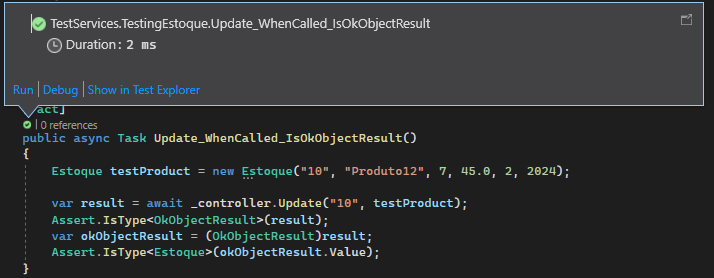 TestServices.TestingEstoque.Update_WhenCalled_IsOkObjectResult
Duration: 2 ms
Run | Debug | Show in Test Explorer
act]
| 0 references
public async Task Update_WhenCalled_IsOkObjectResult()
{
Estoque testProduct = new Estoque("10", "Produto12", 7, 45.0, 2, 2024);
var result = await _controller.Update("10", testProduct);
Assert.IsType<OkObjectResult>(result);
var okObjectResult = (OkObjectResult)result;
Assert.IsType<Estoque>(okObjectResult.Value);
}